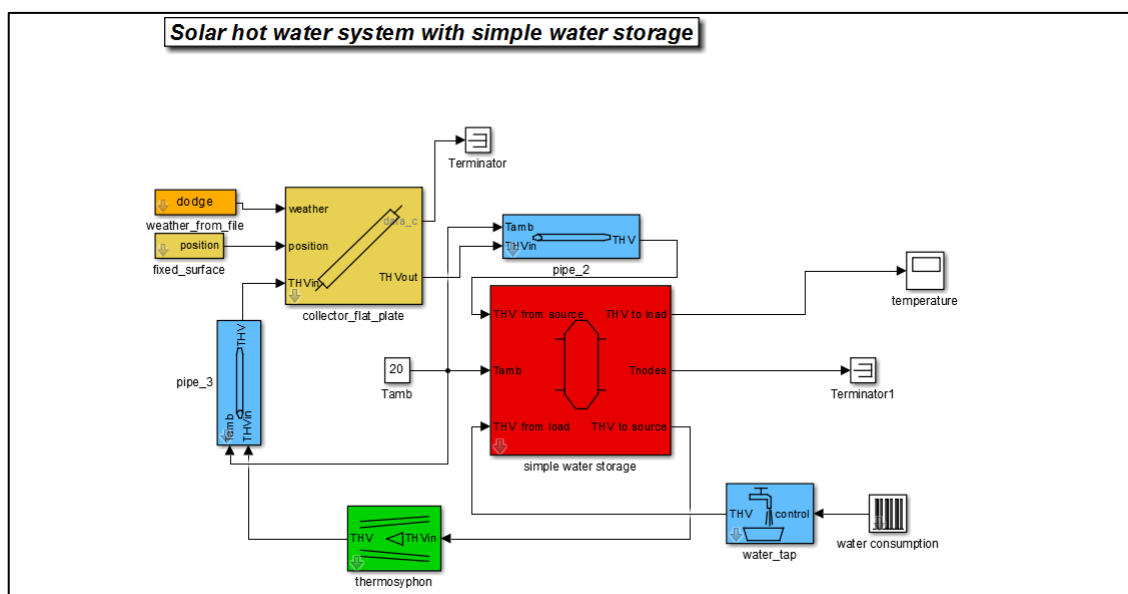 Solar hot water system with simple water storage
Terminator
dodge
weather_from_file
position
fixed_surface
weather
position
THVin
data_c
THVout
collector_flat_plate
Tamb
THVin
THV
pipe_2
temperature
THV from source
Tamb
THV from load
THV to load
Tnodes
THV to source
simple water storage
20
Tamb
Terminator1
THV
Tamb
THVin
pipe_3
THV
THVin
thermosyphon
THV
control
water_tap
water consumption